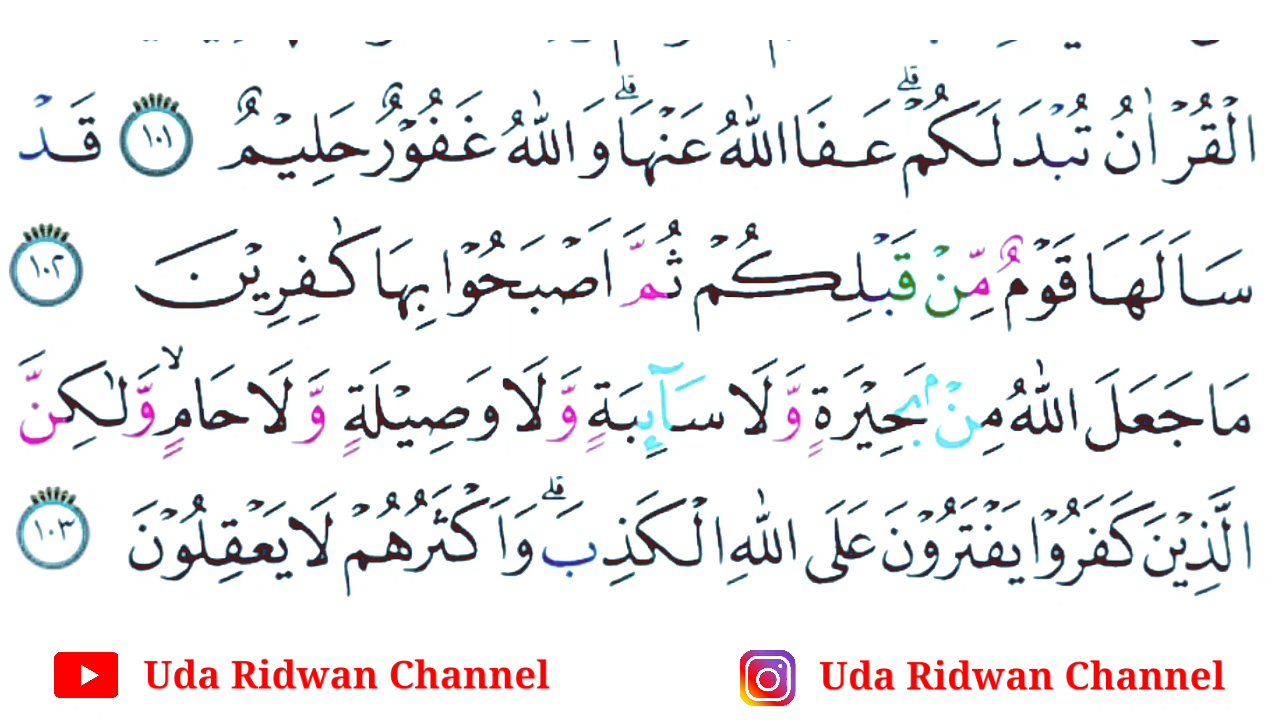 الْقُرْاٰنُ تُبْدَ لَكُمْ ۗ عَفَا اللّٰهُ عَنْهَا ۗ وَاللّٰهُ غَفُوْرٌ حَلِيْمٌ ١٠١ قَدْ
سَاَلَهَا قَوْمٌ مِّنْ قَبْلِكُمْ ثُمَّ اَصْبَحُوْا بِهَا كٰفِرِيْنَ ١٠٢
مَا جَعَلَ اللّٰهُ مِنْۢ بَحِيْرَةٍ وَّلَا سَاۤىِٕبَةٍ وَّلَا وَصِيْلَةٍ وَّلَا حَامٍ ۙ وَّلٰكِنَّ
الَّذِيْنَ كَفَرُوْا يَفْتَرُوْنَ عَلَى اللّٰهِ الْكَذِبَ ۗ وَاَكْثَرُهُمْ لَا يَعْقِلُوْنَ ١٠٣
Uda Ridwan Channel Uda Ridwan Channel